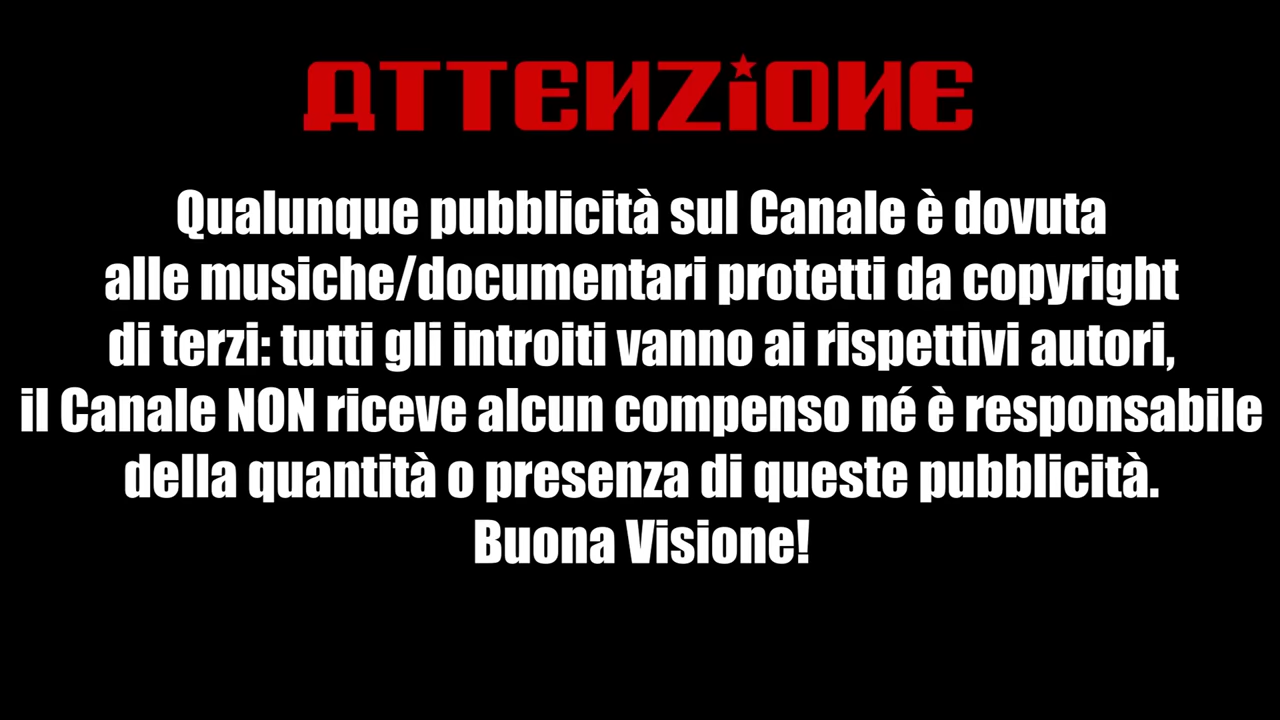 ATTENZIONE
Qualunque pubblicità sul Canale è dovuta
alle musiche/documentari protetti da copyright
di terzi: tutti gli introiti vanno ai rispettivi autori,
il Canale NON riceve alcun compenso né è responsabile
della quantità o presenza di queste pubblicità.
Buona Visione!